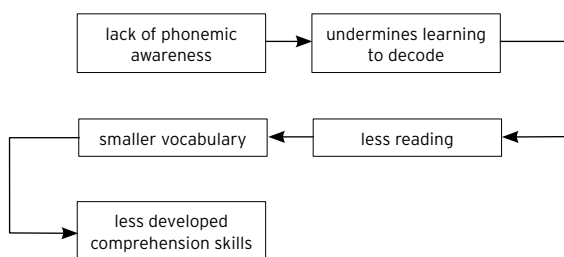 lack of phonemic
awareness
undermines learning
to decode
less reading
smaller vocabulary
less developed
comprehension skills